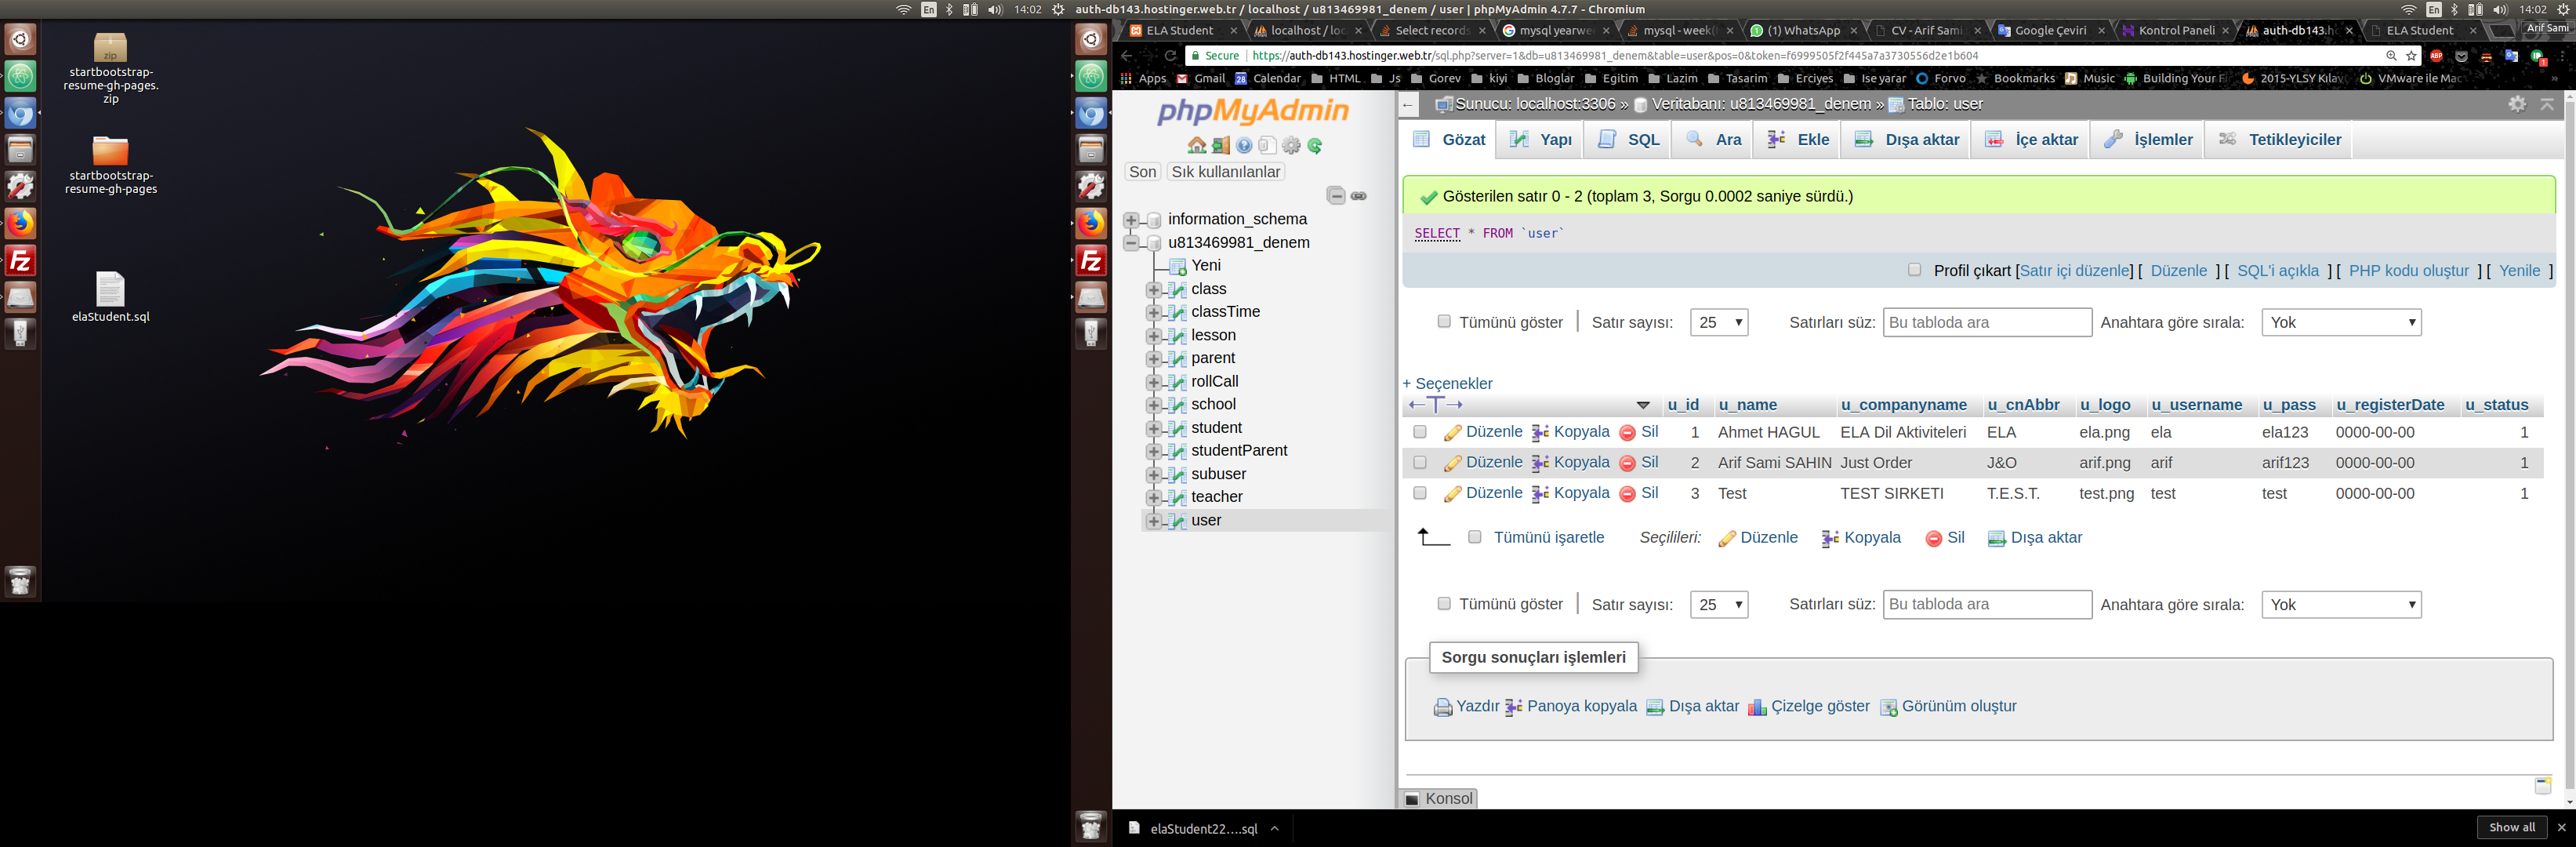 En 14:02
auth-db143.hostinger.web.tr / localhost / u813469981_denem / user | phpMyAdmin 4.7.7 - Chromium
En 14:02
zip
startbootstrap-
resume-gh-pages.
zip
startbootstrap-
resume-gh-pages
elaStudent.sql
ELA Student
localhost / loc
Select records
mysql yearwe
mysql - week(
(1) WhatsApp
CV - Arif Sami
Google Çeviri
Kontrol Paneli
auth-db143.h
ELA Student
Arif Sami
Secure https://auth-db143.hostinger.web.tr/sql.php?server=1&db=u813469981_denem&table=user&pos=0&token=f6999505f2f445a7a3730556d2e1b604
Apps Gmail Calendar HTML Js Gorev kiyi Bloglar Egitim Lazim Tasarim Erciyes Ise yarar Forvo Bookmarks Music Building Your F 2015-YLSY Kılav VMware ile Mac
phpMyAdmin
Son Sık kullanılanlar
information_schema
u813469981_denem
Yeni
class
classTime
lesson
parent
rollCall
school
student
studentParent
subuser
teacher
user
Sunucu: localhost:3306 » Veritabanı: u813469981_denem » Tablo: user
Gözat Yapı SQL Ara Ekle Dışa aktar İçe aktar İşlemler Tetikleyiciler
Gösterilen satır 0 - 2 (toplam 3, Sorgu 0.0002 saniye sürdü.)
SELECT * FROM `user`
Profil çıkart [Satır içi düzenle] [ Düzenle ] [ SQL'i açıkla ] [ PHP kodu oluştur ] [ Yenile ]
Tümünü göster | Satır sayısı: 25 Satırları süz: Bu tabloda ara Anahtara göre sırala: Yok
+ Seçenekler
←T→ u_id u_name u_companyname u_cnAbbr u_logo u_username u_pass u_registerDate u_status
Düzenle Kopyala Sil 1 Ahmet HAGUL ELA Dil Aktiviteleri ELA ela.png ela ela123 0000-00-00 1
Düzenle Kopyala Sil 2 Arif Sami SAHIN Just Order J&O arif.png arif arif123 0000-00-00 1
Düzenle Kopyala Sil 3 Test TEST SIRKETI T.E.S.T. test.png test test 0000-00-00 1
Tümünü işaretle Seçilileri: Düzenle Kopyala Sil Dışa aktar
Tümünü göster | Satır sayısı: 25 Satırları süz: Bu tabloda ara Anahtara göre sırala: Yok
Sorgu sonuçları işlemleri
Yazdır Panoya kopyala Dışa aktar Çizelge göster Görünüm oluştur
Konsol
elaStudent22....sql
Show all